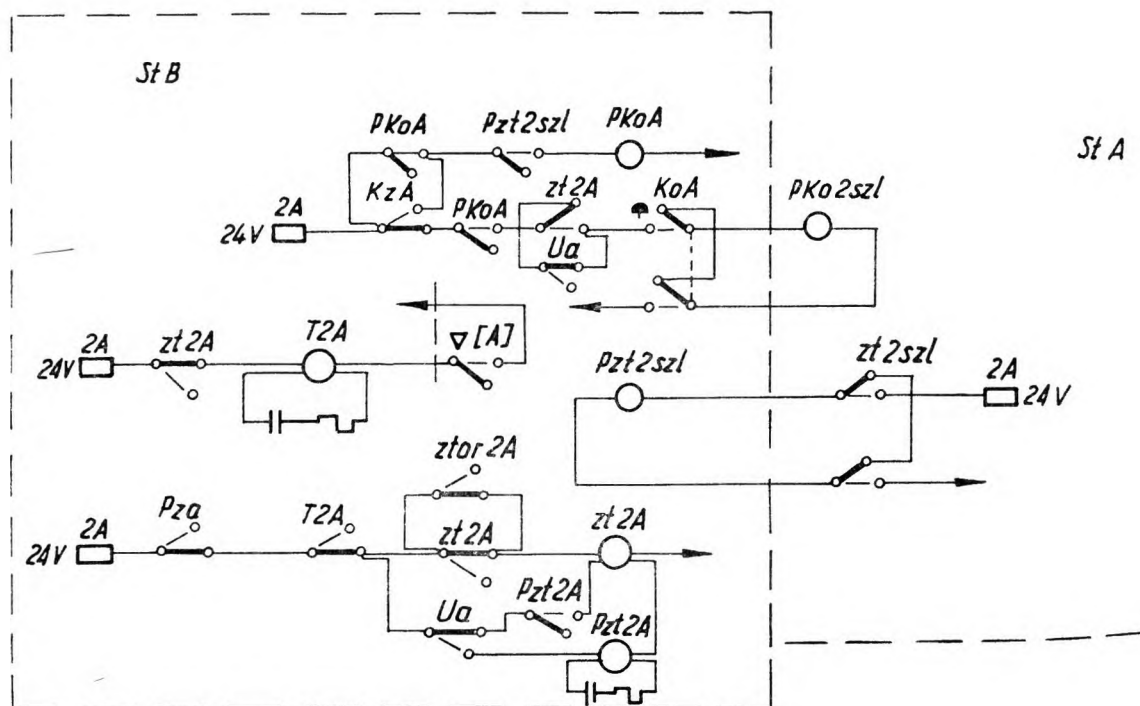 St B
PKoA
Pzt2szl
PKoA
St A
KzA
PKoA
zt2A
KoA
PKo2szl
2A
24V
Ua
2A
24V
zt2A
T2A
[A]
Pzt2szl
zt2szl
2A
24V
ztor2A
2A
24V
Pza
T2A
zt2A
zt2A
Ua
Pzt2A
Pzt2A